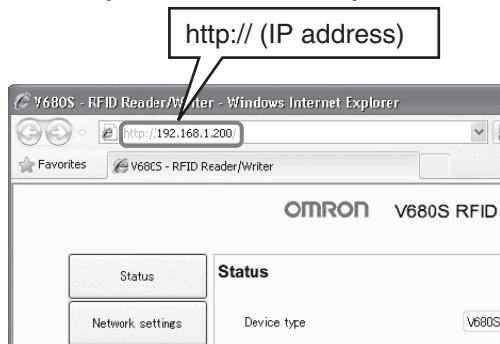 http:// (IP address)
V680S - RFID Reader/Writer - Windows Internet Explorer
http://192.168.1.200/
Favorites
V680S - RFID Reader/Writer
OMRON V680S RFID
Status
Status
Network settings
Device type
V680S